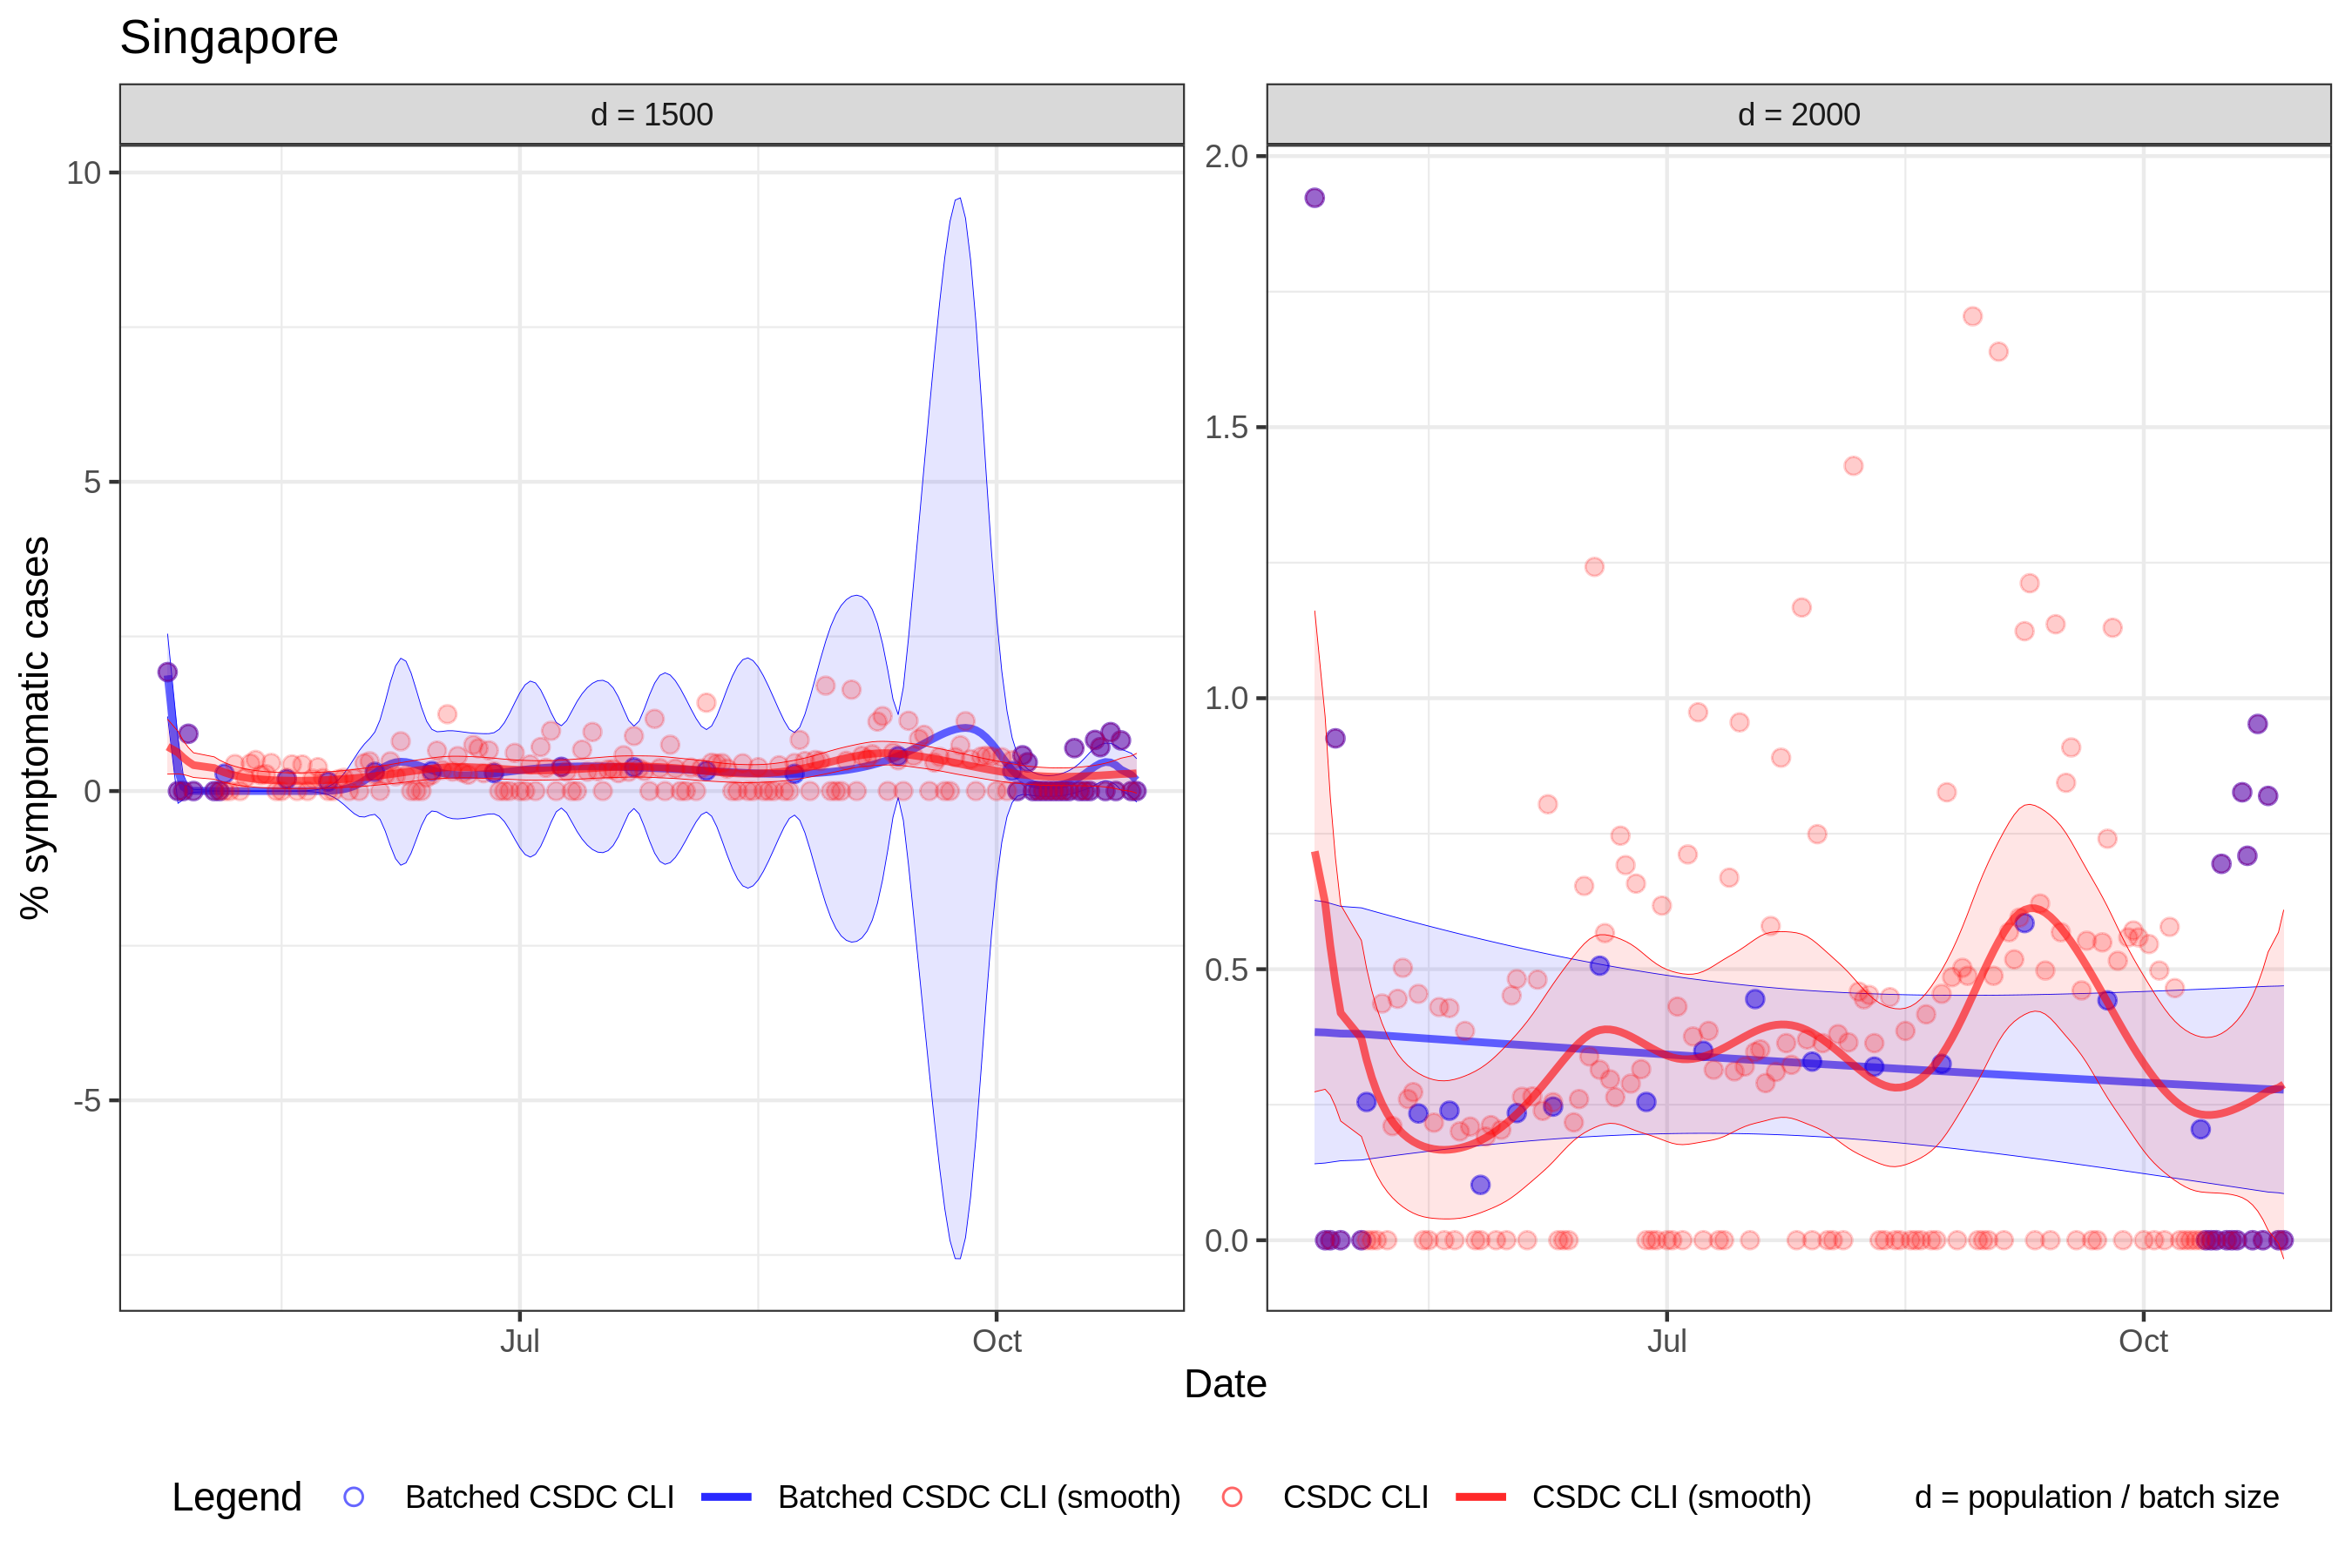 Singapore
d = 1500
d = 2000
% symptomatic cases
10
5
0
-5
2.0
1.5
1.0
0.5
0.0
Jul
Oct
Jul
Oct
Date
Legend
Batched CSDC CLI
Batched CSDC CLI (smooth)
CSDC CLI
CSDC CLI (smooth)
d = population / batch size